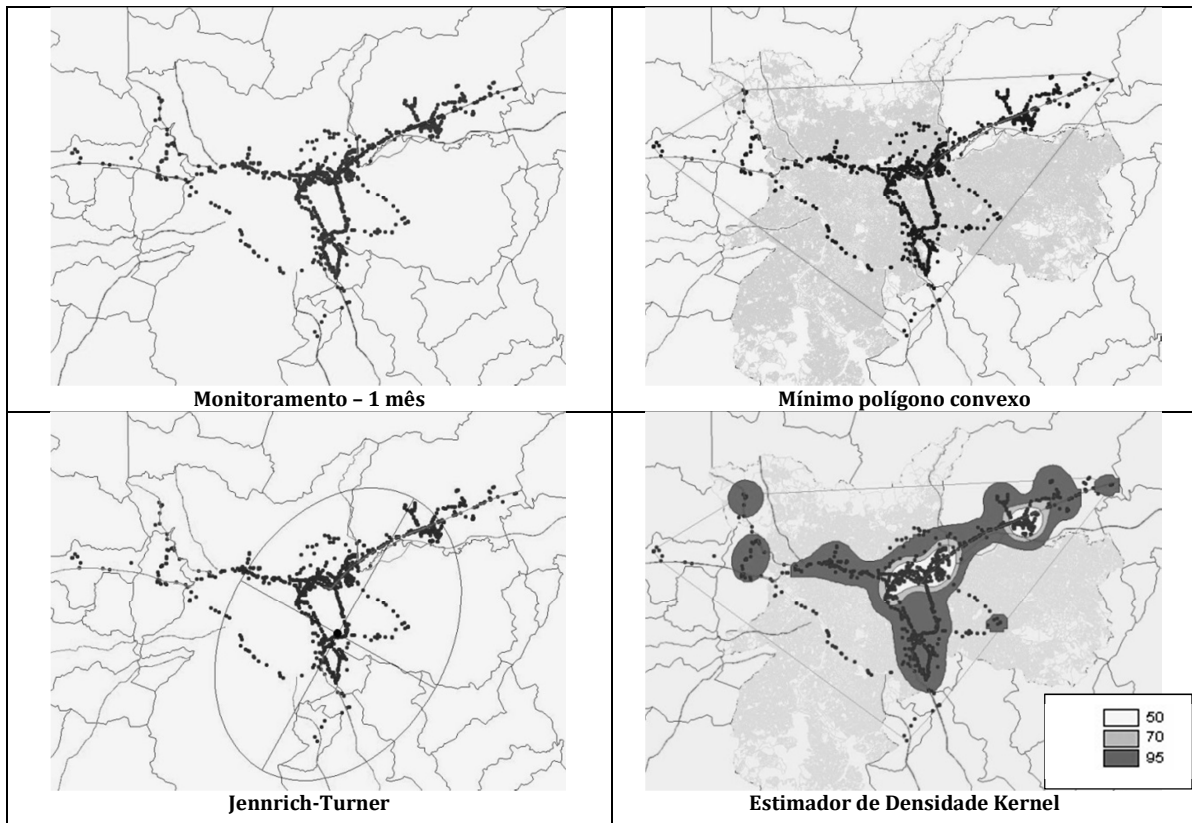 Monitoramento – 1 mês
Mínimo polígono convexo
Jennrich-Turner
50
70
95
Estimador de Densidade Kernel